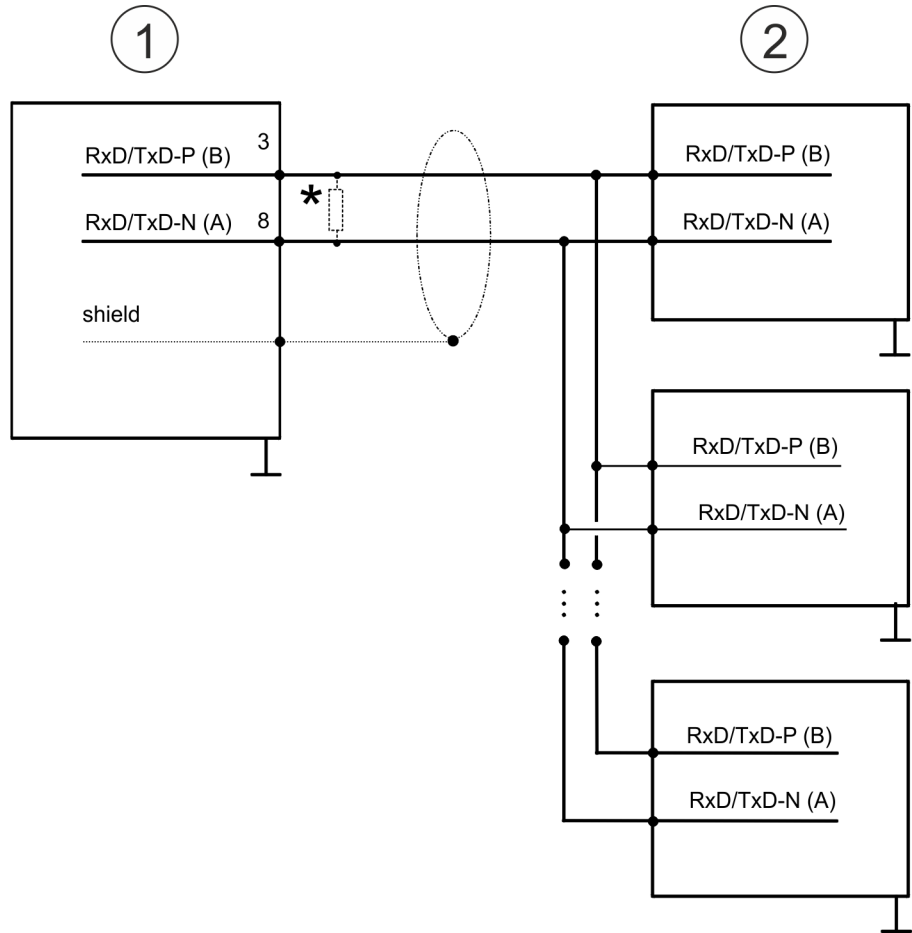 1
2
RxD/TxD-P (B)
3
RxD/TxD-N (A)
8
*
shield
RxD/TxD-P (B)
RxD/TxD-N (A)
RxD/TxD-P (B)
RxD/TxD-N (A)
RxD/TxD-P (B)
RxD/TxD-N (A)